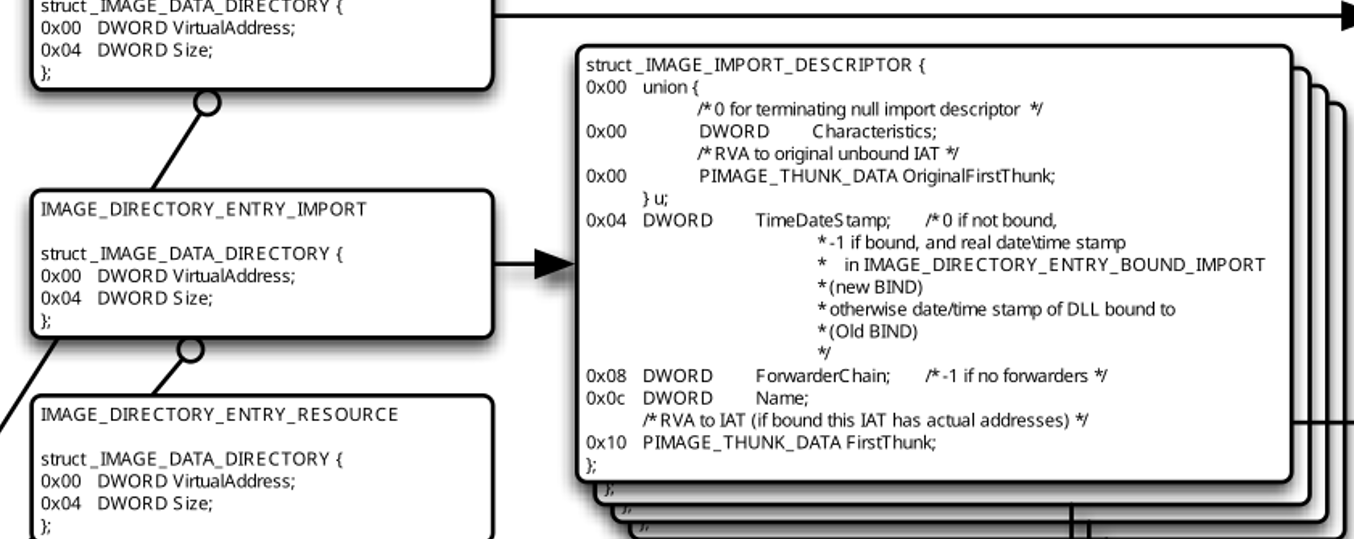 struct _IMAGE_DATA_DIRECTORY {
0x00 DWORD VirtualAddress;
0x04 DWORD Size;
};
IMAGE_DIRECTORY_ENTRY_IMPORT
struct _IMAGE_DATA_DIRECTORY {
0x00 DWORD VirtualAddress;
0x04 DWORD Size;
};
IMAGE_DIRECTORY_ENTRY_RESOURCE
struct _IMAGE_DATA_DIRECTORY {
0x00 DWORD VirtualAddress;
0x04 DWORD Size;
};
struct _IMAGE_IMPORT_DESCRIPTOR {
0x00 union {
/* 0 for terminating null import descriptor */
0x00 DWORD Characteristics;
/* RVA to original unbound IAT */
0x00 PIMAGE_THUNK_DATA OriginalFirstThunk;
} u;
0x04 DWORD TimeDateStamp; /* 0 if not bound,
* -1 if bound, and real date\time stamp
* in IMAGE_DIRECTORY_ENTRY_BOUND_IMPORT
* (new BIND)
* otherwise date/time stamp of DLL bound to
* (Old BIND)
*/
0x08 DWORD ForwarderChain; /* -1 if no forwarders */
0x0c DWORD Name;
/* RVA to IAT (if bound this IAT has actual addresses) */
0x10 PIMAGE_THUNK_DATA FirstThunk;
};
};
};
};